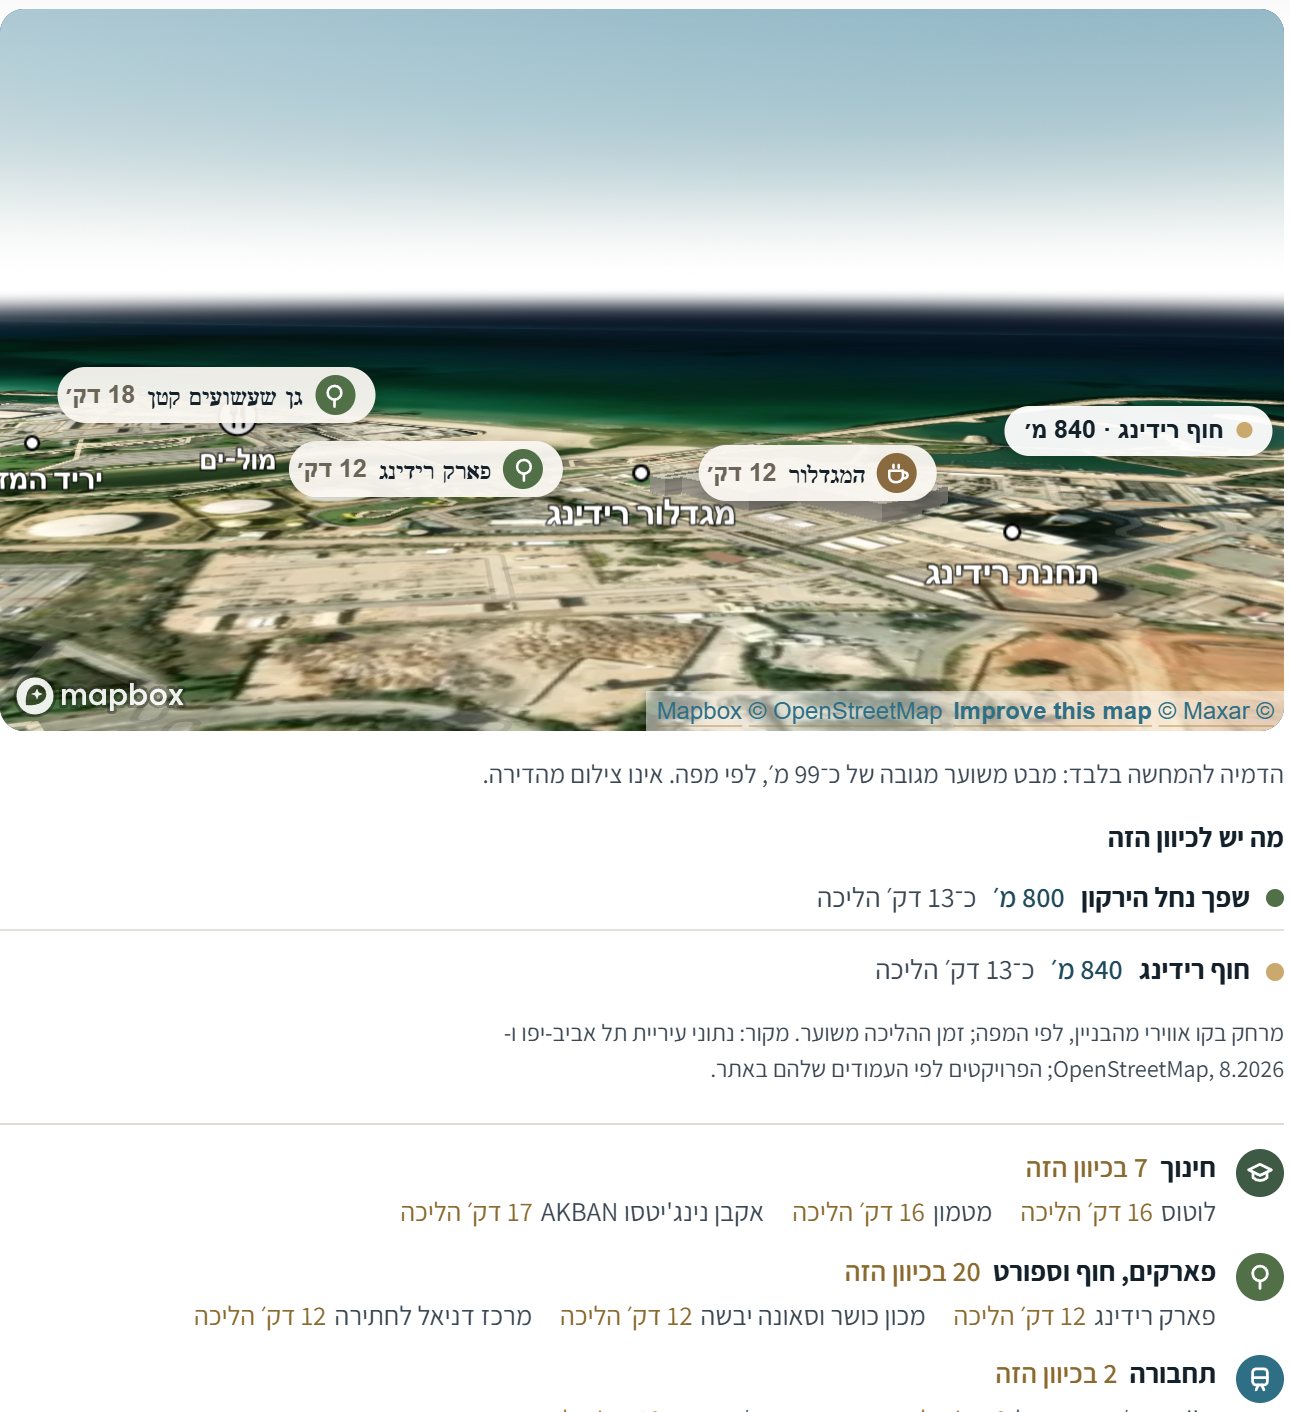 גן שעשועים קטן 18 דק׳
חוף רידינג · 840 מ׳
יריד המז
מול-ים
פארק רידינג 12 דק׳
המגדלור 12 דק׳
מגדלור רידינג
תחנת רידינג
mapbox
Mapbox © OpenStreetMap Improve this map © Maxar ©
הדמיה להמחשה בלבד: מבט משוער מגובה של כ־99 מ׳, לפי מפה. אינו צילום מהדירה.
מה יש לכיוון הזה
שפך נחל הירקון 800 מ׳ כ־13 דק׳ הליכה
חוף רידינג 840 מ׳ כ־13 דק׳ הליכה
מרחק בקו אווירי מהבניין, לפי המפה; זמן ההליכה משוער. מקור: נתוני עיריית תל אביב-יפו ו-
OpenStreetMap, 8.2026; הפרויקטים לפי העמודים שלהם באתר.
חינוך 7 בכיוון הזה
לוטוס 16 דק׳ הליכה מטמון 16 דק׳ הליכה אקבן נינג'יטסו AKBAN 17 דק׳ הליכה
פארקים, חוף וספורט 20 בכיוון הזה
פארק רידינג 12 דק׳ הליכה מכון כושר וסאונה יבשה 12 דק׳ הליכה מרכז דניאל לחתירה 12 דק׳ הליכה
תחבורה 2 בכיוון הזה